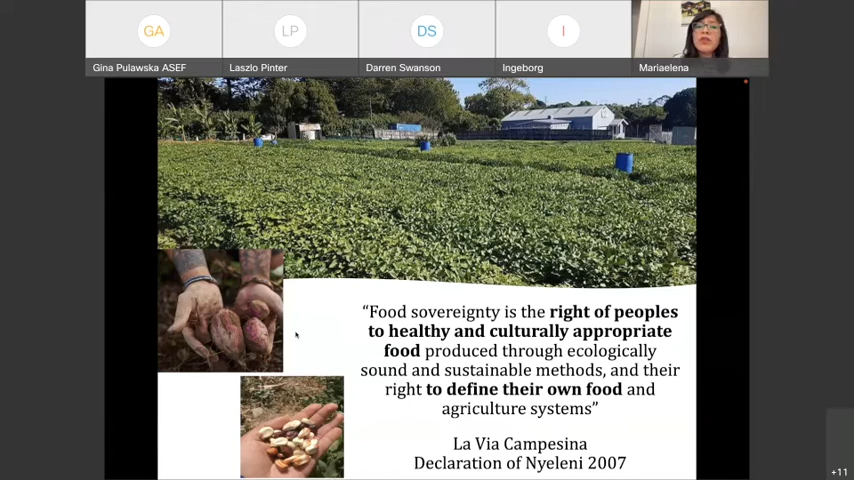 GA
LP
DS
I
Gina Pulawska ASEF
Laszlo Pinter
Darren Swanson
Ingeborg
Mariaelena
“Food sovereignty is the right of peoples
to healthy and culturally appropriate
food produced through ecologically
sound and sustainable methods, and their
right to define their own food and
agriculture systems”
La Via Campesina
Declaration of Nyeleni 2007
+11